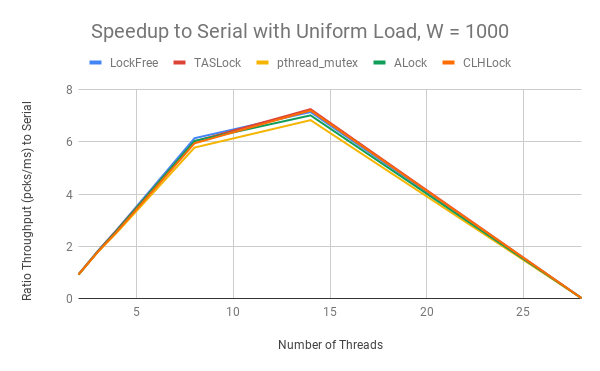 Speedup to Serial with Uniform Load, W = 1000
LockFree TASLock pthread_mutex ALock CLHLock
Ratio Throughput (pcks/ms) to Serial
8
6
4
2
0
5 10 15 20 25
Number of Threads